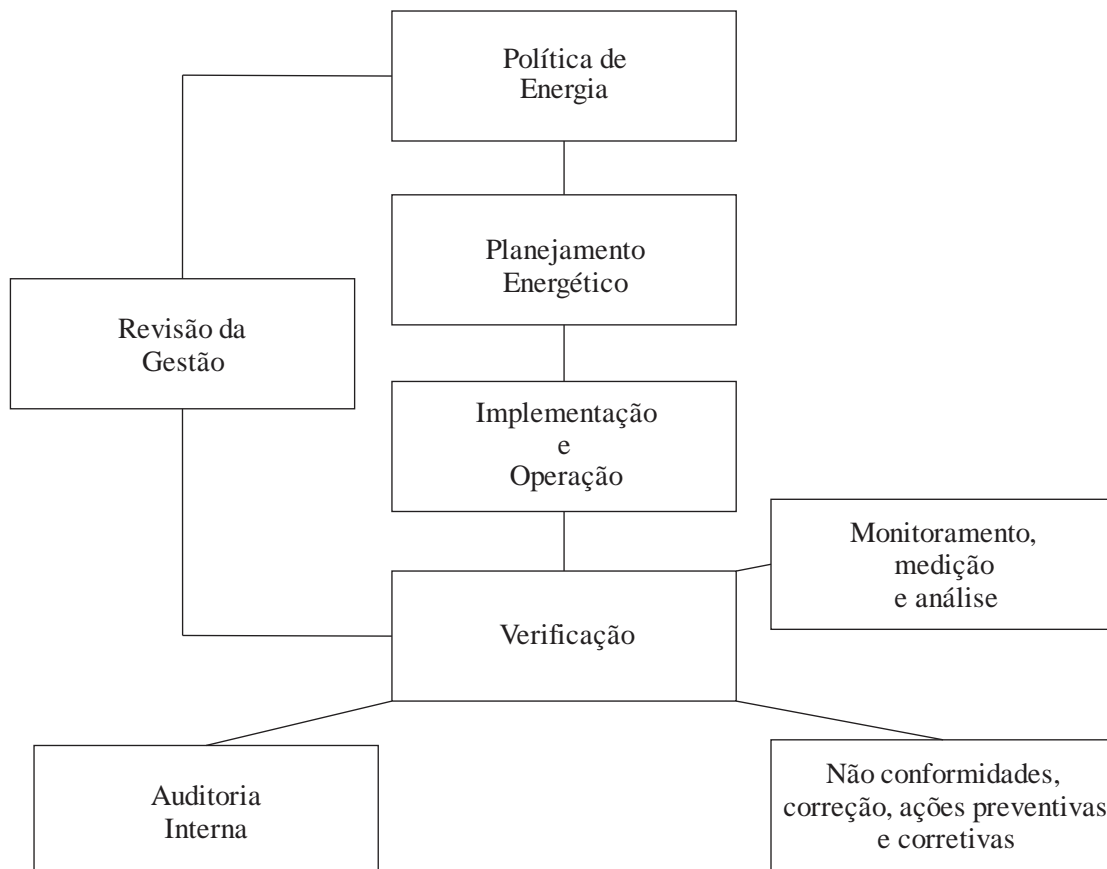 Política de
Energia
Planejamento
Energético
Revisão da
Gestão
Implementação
e
Operação
Monitoramento,
medição
e análise
Verificação
Auditoria
Interna
Não conformidades,
correção, ações preventivas
e corretivas